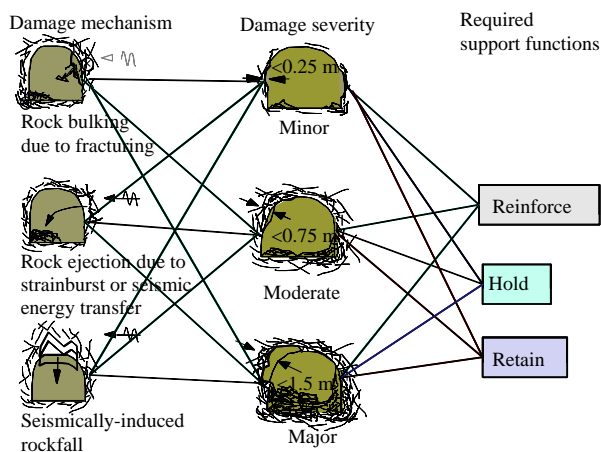 Damage mechanism
Damage severity
Required
support functions
<0.25 m
Rock bulking
due to fracturing
Minor
<0.75 m
Reinforce
Rock ejection due to
strainburst or seismic
energy transfer
Moderate
Hold
<1.5 m
Retain
Seismically-induced
rockfall
Major